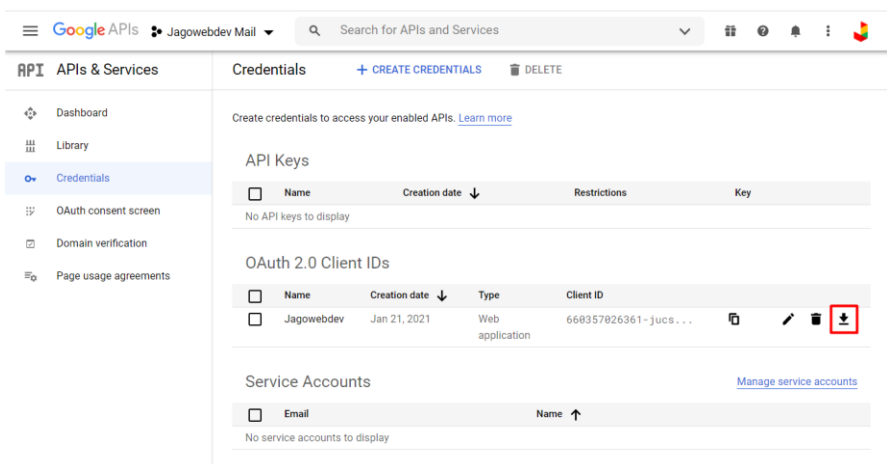 Google APIs Jagowebdev Mail Search for APIs and Services
API APIs & Services
Credentials + CREATE CREDENTIALS DELETE
Dashboard
Library
Credentials
OAuth consent screen
Domain verification
Page usage agreements
Create credentials to access your enabled APIs. Learn more
API Keys
Name Creation date Restrictions Key
No API keys to display
OAuth 2.0 Client IDs
Name Creation date Type Client ID
Jagowebdev Jan 21, 2021 Web application 660357026361-jucs...
Service Accounts Manage service accounts
Email Name
No service accounts to display